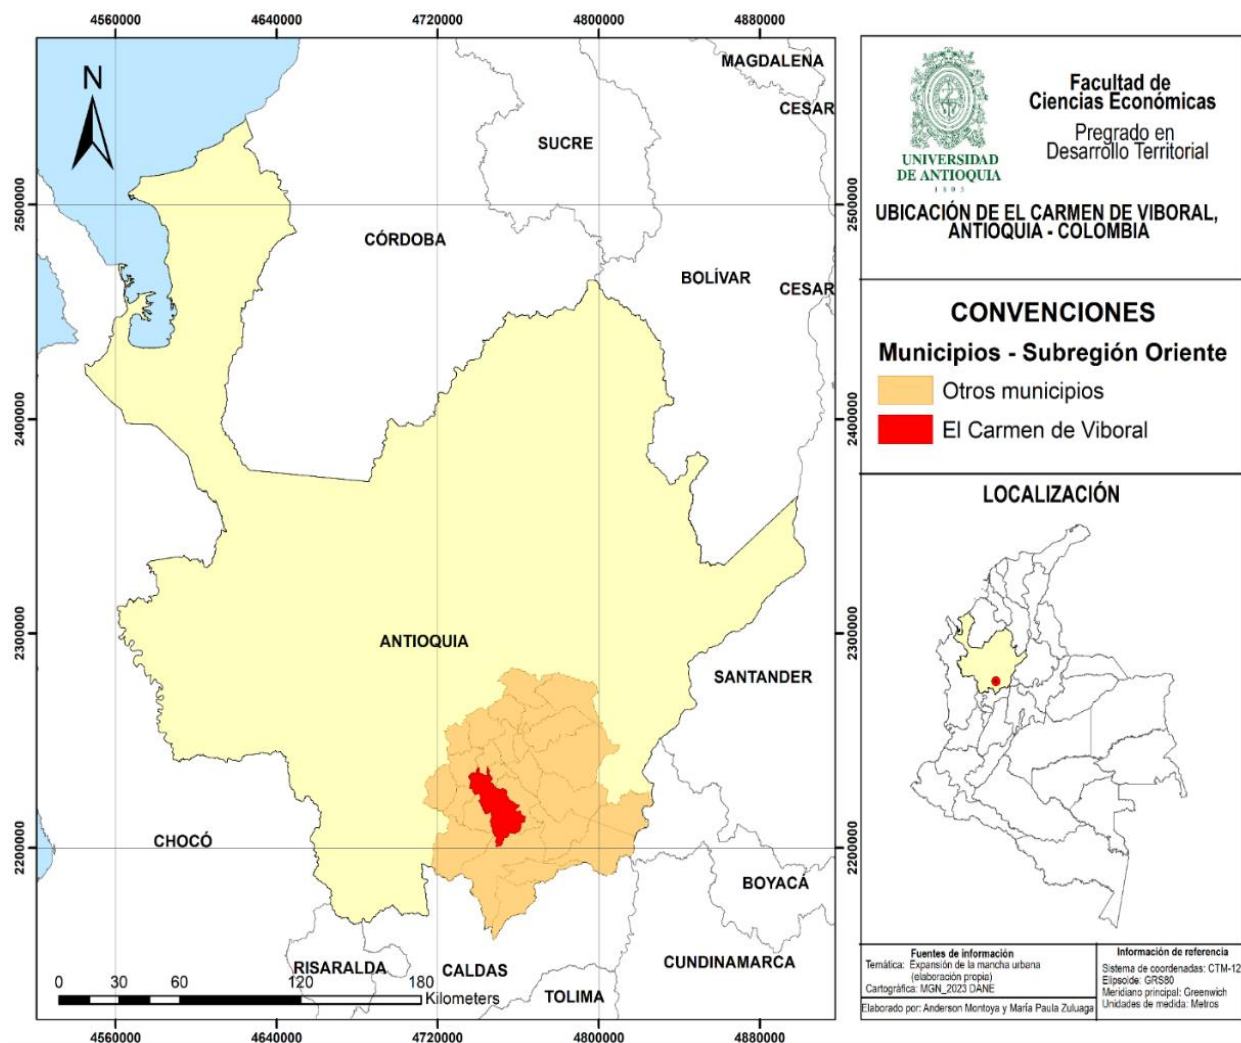 4560000 4640000 4720000 4800000 4880000
N
MAGDALENA
CESAR
SUCRE
2500000
2500000
CÓRDOBA
BOLÍVAR
CESAR
2400000
2400000
2300000
2300000
ANTIOQUIA
SANTANDER
2200000
2200000
CHOCÓ
BOYACÁ
RISARALDA
CALDAS
CUNDINAMARCA
TOLIMA
0 30 60 120 180
Kilometers
4560000 4640000 4720000 4800000 4880000
UNIVERSIDAD
DE ANTIOQUIA
1803
Facultad de
Ciencias Económicas
Pregrado en
Desarrollo Territorial
UBICACIÓN DE EL CARMEN DE VIBORAL,
ANTIOQUIA - COLOMBIA
CONVENCIONES
Municipios - Subregión Oriente
Otros municipios
El Carmen de Viboral
LOCALIZACIÓN
Fuentes de información
Temática: Expansión de la mancha urbana
(elaboración propia)
Cartográfica: MGN_2023 DANE
Elaborado por: Anderson Montoya y María Paula Zuluaga
Información de referencia
Sistema de coordenadas: CTM-12
Elipsoide: GRS80
Meridiano principal: Greenwich
Unidades de medida: Metros